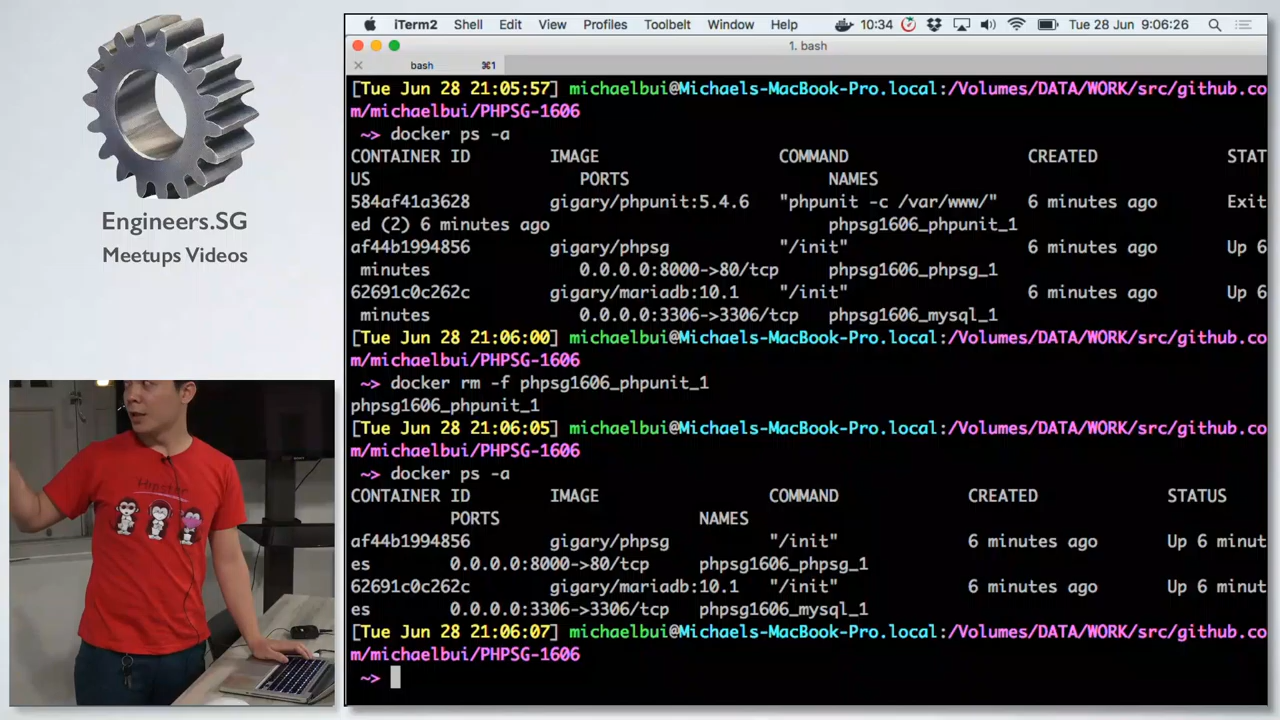 Engineers.SG
Meetups Videos
Hipster
iTerm2 Shell Edit View Profiles Toolbelt Window Help 10:34 Tue 28 Jun 9:06:26
1. bash
bash ⌘1
[Tue Jun 28 21:05:57] michaelbui@Michaels-MacBook-Pro.local:/Volumes/DATA/WORK/src/github.co
m/michaelbui/PHPSG-1606
~> docker ps -a
CONTAINER ID IMAGE COMMAND CREATED STAT
US PORTS NAMES
584af41a3628 gigary/phpunit:5.4.6 "phpunit -c /var/www/" 6 minutes ago Exit
ed (2) 6 minutes ago phpsg1606_phpunit_1
af44b1994856 gigary/phpsg "/init" 6 minutes ago Up 6
minutes 0.0.0.0:8000->80/tcp phpsg1606_phpsg_1
62691c0c262c gigary/mariadb:10.1 "/init" 6 minutes ago Up 6
minutes 0.0.0.0:3306->3306/tcp phpsg1606_mysql_1
[Tue Jun 28 21:06:00] michaelbui@Michaels-MacBook-Pro.local:/Volumes/DATA/WORK/src/github.co
m/michaelbui/PHPSG-1606
~> docker rm -f phpsg1606_phpunit_1
phpsg1606_phpunit_1
[Tue Jun 28 21:06:05] michaelbui@Michaels-MacBook-Pro.local:/Volumes/DATA/WORK/src/github.co
m/michaelbui/PHPSG-1606
~> docker ps -a
CONTAINER ID IMAGE COMMAND CREATED STATUS
PORTS NAMES
af44b1994856 gigary/phpsg "/init" 6 minutes ago Up 6 minut
es 0.0.0.0:8000->80/tcp phpsg1606_phpsg_1
62691c0c262c gigary/mariadb:10.1 "/init" 6 minutes ago Up 6 minut
es 0.0.0.0:3306->3306/tcp phpsg1606_mysql_1
[Tue Jun 28 21:06:07] michaelbui@Michaels-MacBook-Pro.local:/Volumes/DATA/WORK/src/github.co
m/michaelbui/PHPSG-1606
~>